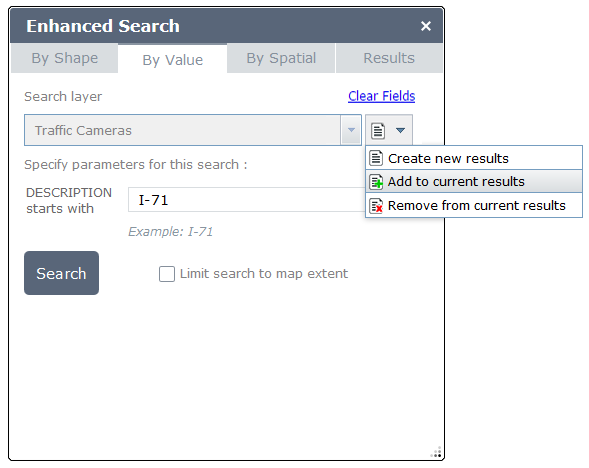 Enhanced Search
By Shape By Value By Spatial Results
Search layer Clear Fields
Traffic Cameras
Create new results
Specify parameters for this search :
Add to current results
DESCRIPTION
starts with
I-71
Remove from current results
Example: I-71
Search Limit search to map extent